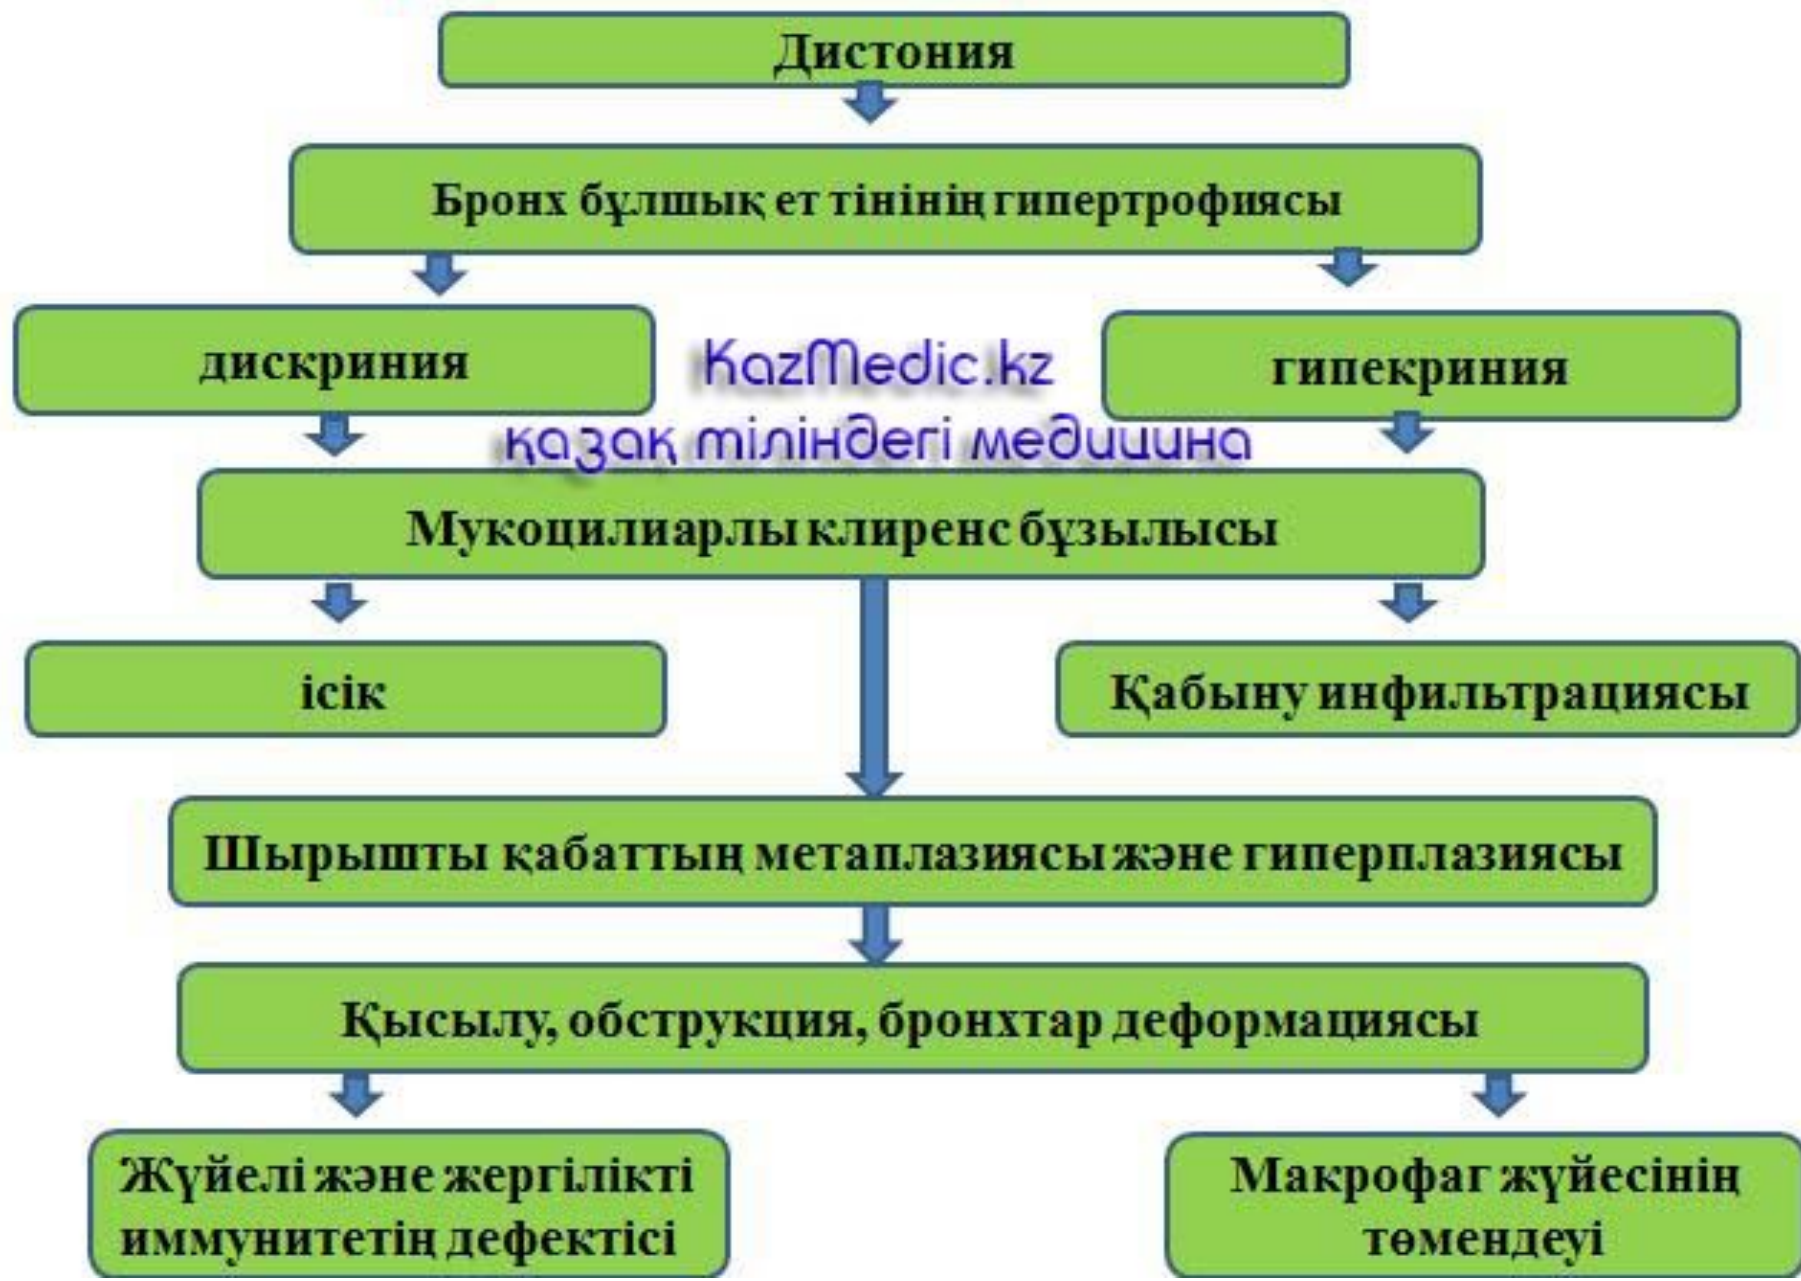 Дистония
Бронх бұлшық ет тінінің гипертрофиясы
дискриния
гипекриния
KazMedic.kz
қазақ тіліндегі медицина
Мукоцилиарлы клиренс бұзылысы
ісік
Қабыну инфильтрациясы
Шырышты қабаттың метаплазиясы және гиперплазиясы
Қысылу, обструкция, бронхтар деформациясы
Жүйелі және жергілікті
иммунитетің дефектісі
Макрофаг жүйесінің
төмендеуі